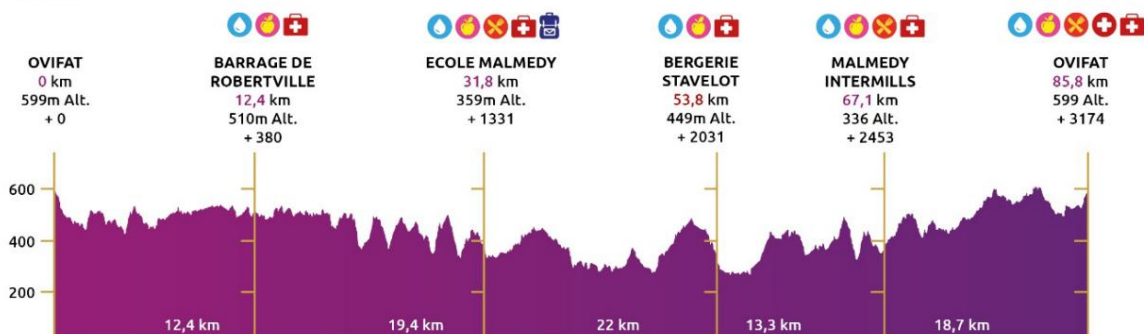 OVIFAT
0 km
599m Alt.
+ 0
BARRAGE DE
ROBERTVILLE
12,4 km
510m Alt.
+ 380
ECOLE MALMEDY
31,8 km
359m Alt.
+ 1331
BERGERIE
STAVELOT
53,8 km
449m Alt.
+ 2031
MALMEDY
INTERMILLS
67,1 km
336 Alt.
+ 2453
OVIFAT
85,8 km
599 Alt.
+ 3174
600
400
200
12,4 km
19,4 km
22 km
13,3 km
18,7 km